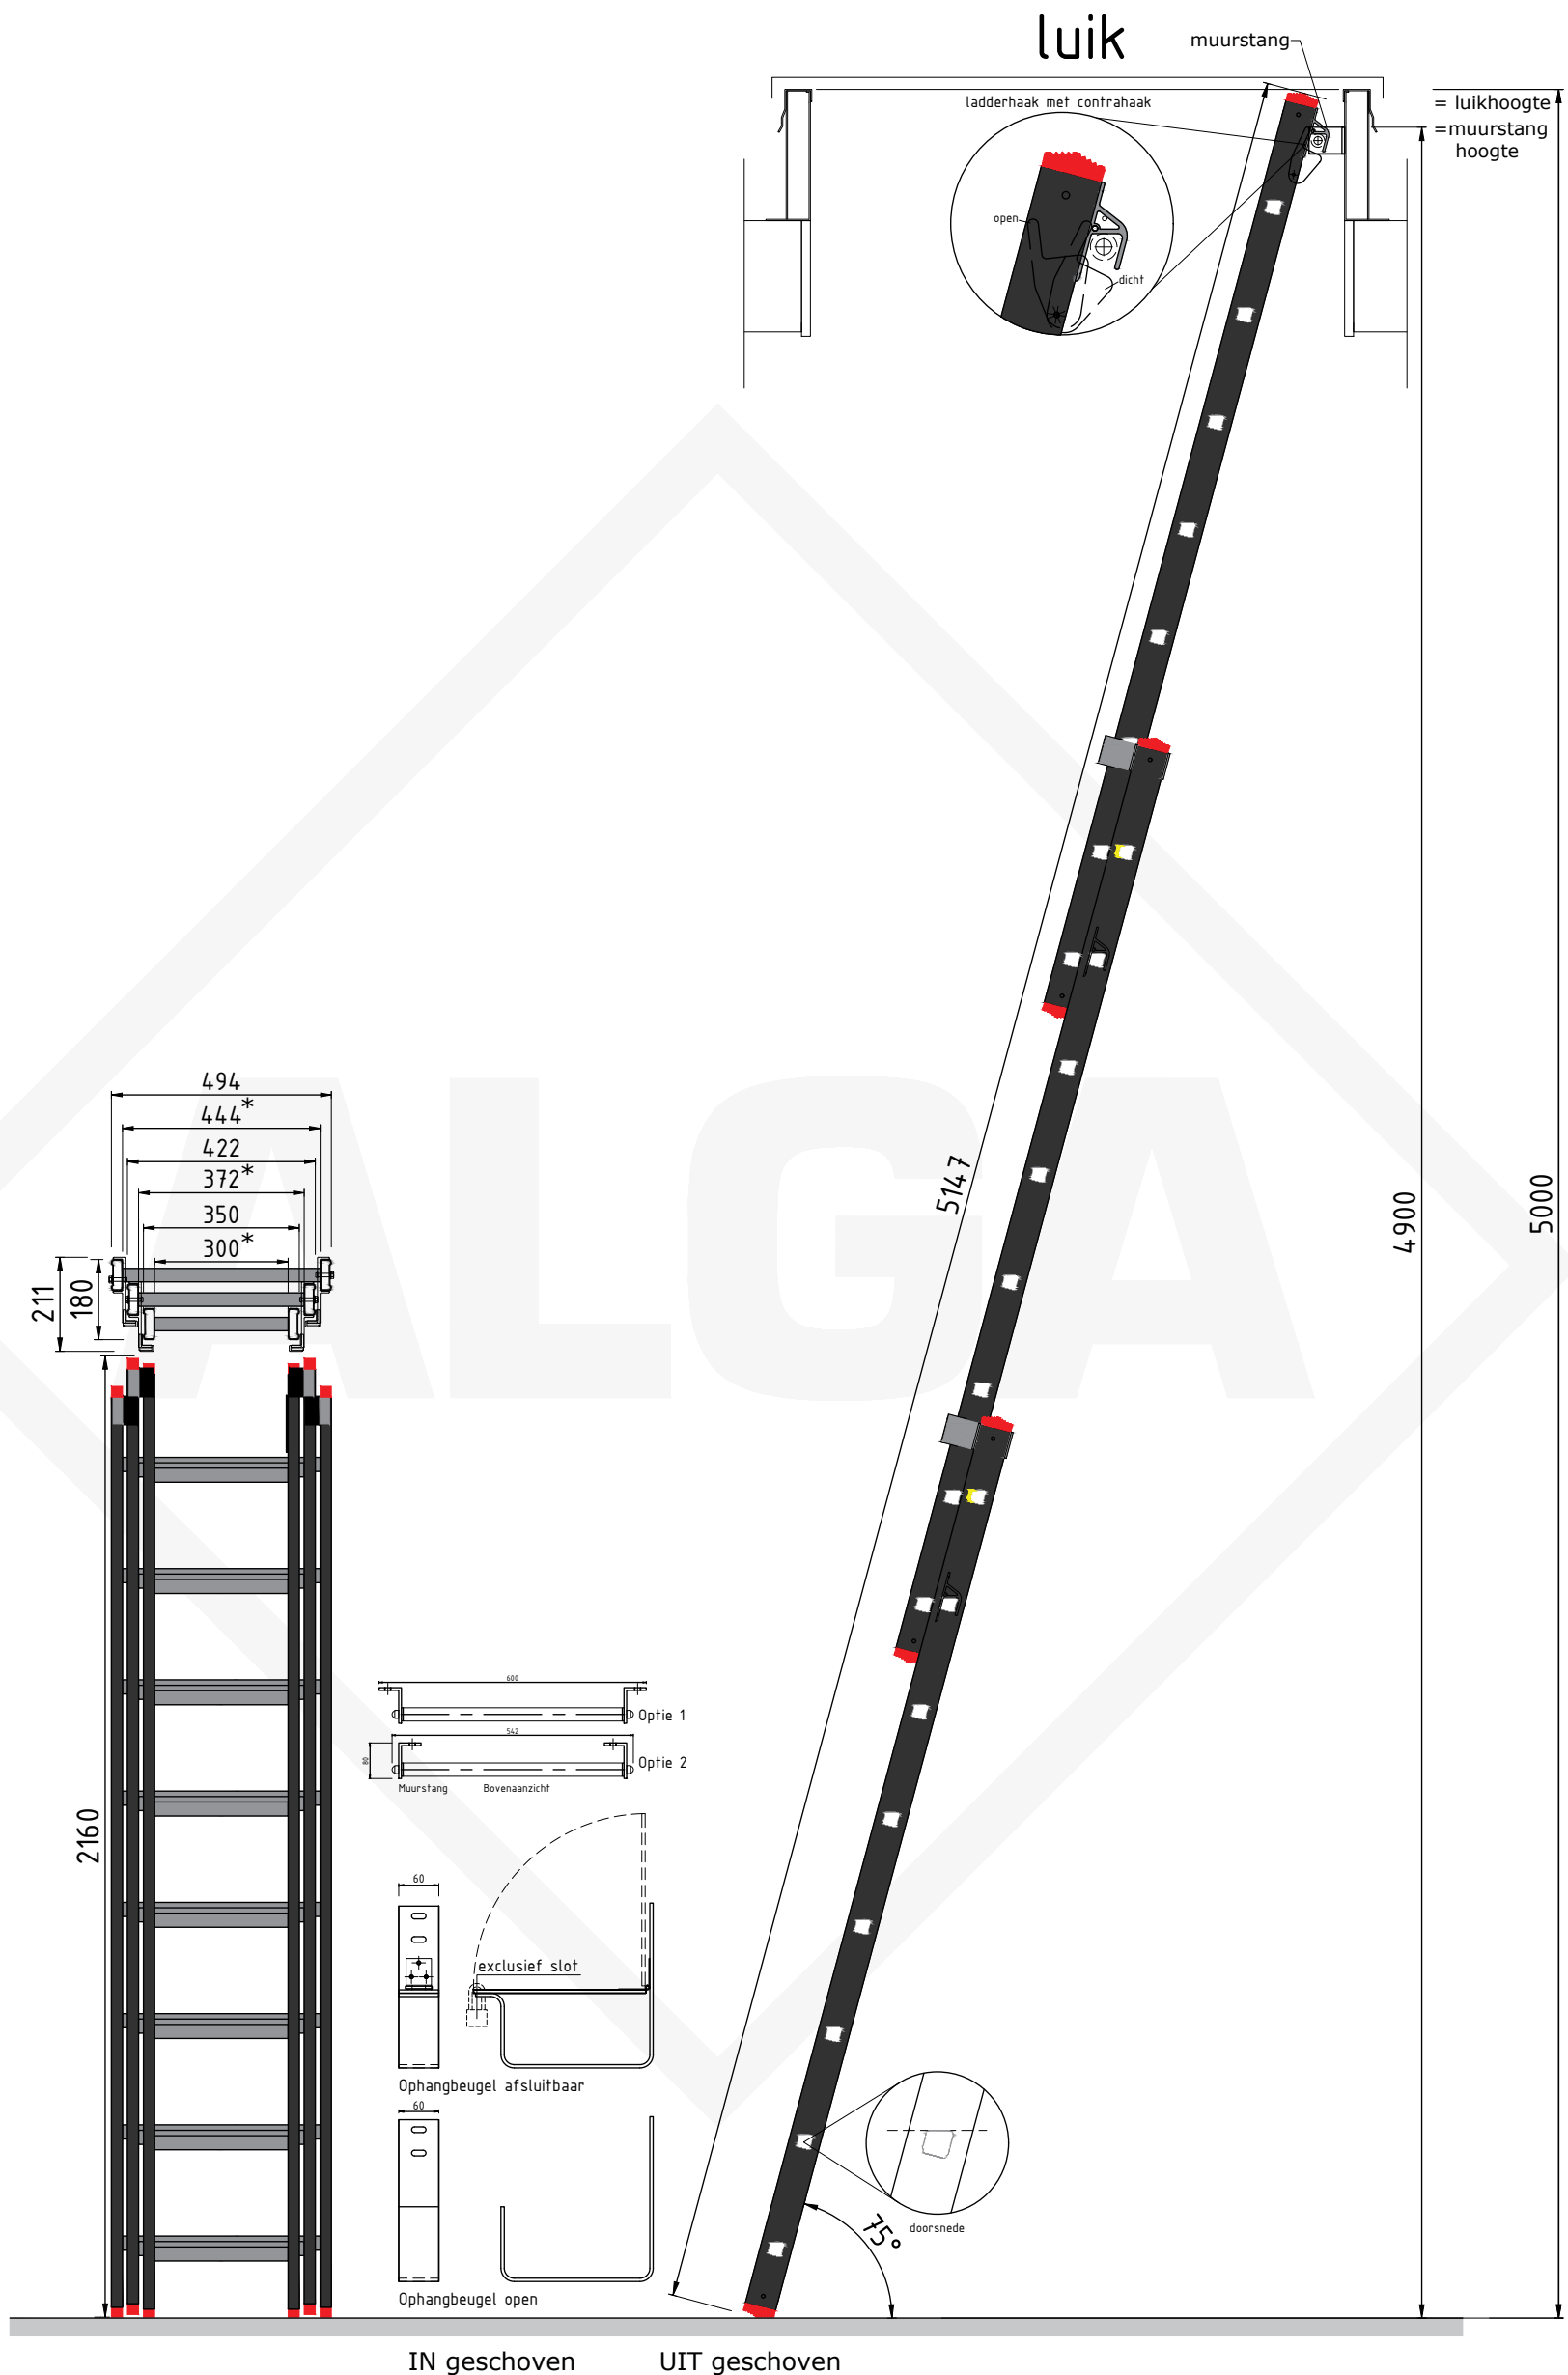 luik
muurstang
ladderhaak met contrahaak
= luikhoogte
=muurstang
hoogte
open
dicht
5147
4900
5000
494
444*
422
372*
350
300*
211
180
2160
600
Optie 1
542
80
Optie 2
Muurstang Bovenaanzicht
60
exclusief slot
Ophangbeugel afsluitbaar
60
Ophangbeugel open
doorsnede
75°
IN geschoven UIT geschoven
ALGA